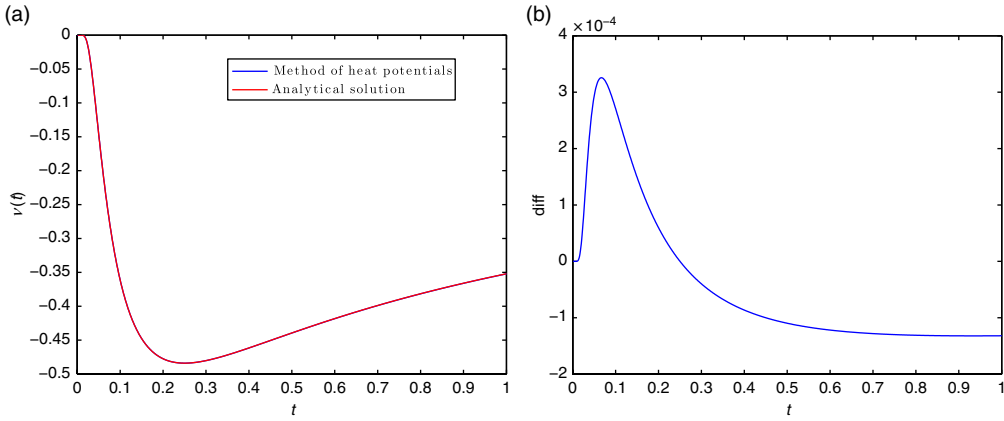 (a)
0
−0.05
−0.1
−0.15
−0.2
−0.25
−0.3
−0.35
−0.4
−0.45
−0.5
v(t)
Method of heat potentials
Analytical solution
0 0.1 0.2 0.3 0.4 0.5 0.6 0.7 0.8 0.9 1
t
(b)
4 ×10−4
3
2
1
0
−1
−2
diff
0 0.1 0.2 0.3 0.4 0.5 0.6 0.7 0.8 0.9 1
t